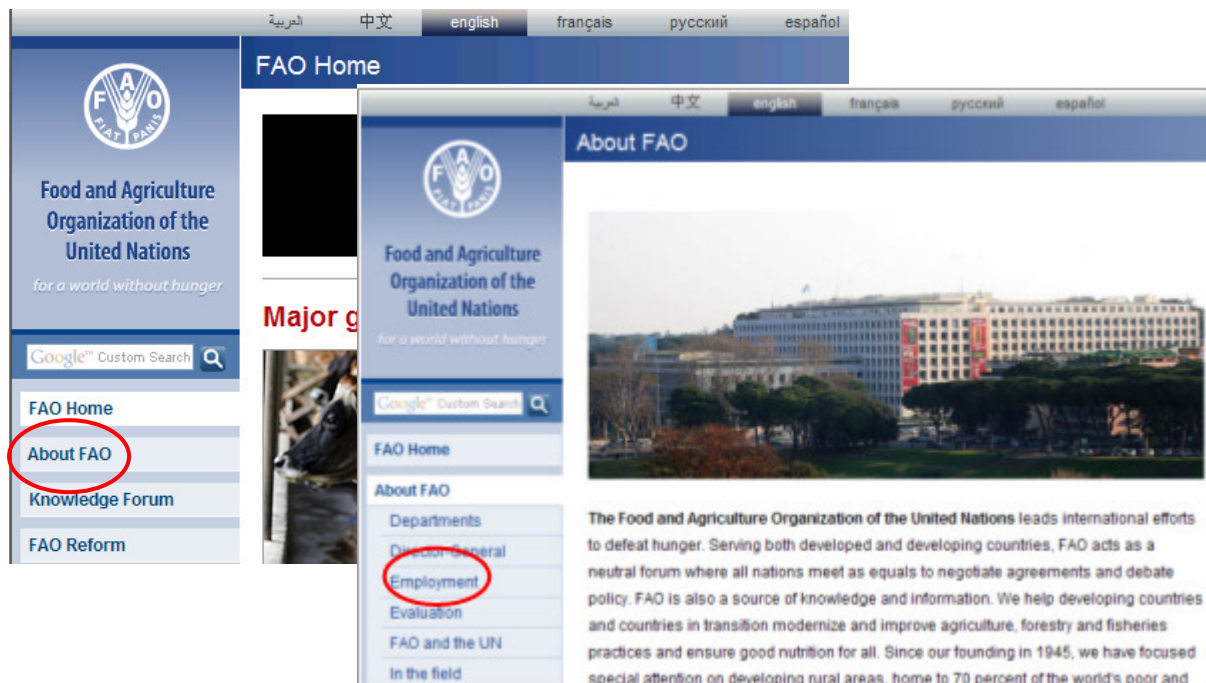 العربية 中文 english français русский español
FAO Home
F A O
FIAT PANIS
Food and Agriculture
Organization of the
United Nations
for a world without hunger
Google™ Custom Search
Major g
FAO Home
About FAO
Knowledge Forum
FAO Reform
العربية 中文 english français русский español
About FAO
F A O
FIAT PANIS
Food and Agriculture
Organization of the
United Nations
for a world without hunger
Google™ Custom Search
FAO Home
About FAO
Departments
Director-General
Employment
Evaluation
FAO and the UN
In the field
The Food and Agriculture Organization of the United Nations leads international efforts
to defeat hunger. Serving both developed and developing countries, FAO acts as a
neutral forum where all nations meet as equals to negotiate agreements and debate
policy. FAO is also a source of knowledge and information. We help developing countries
and countries in transition modernize and improve agriculture, forestry and fisheries
practices and ensure good nutrition for all. Since our founding in 1945, we have focused
special attention on developing rural areas, home to 70 percent of the world's poor and